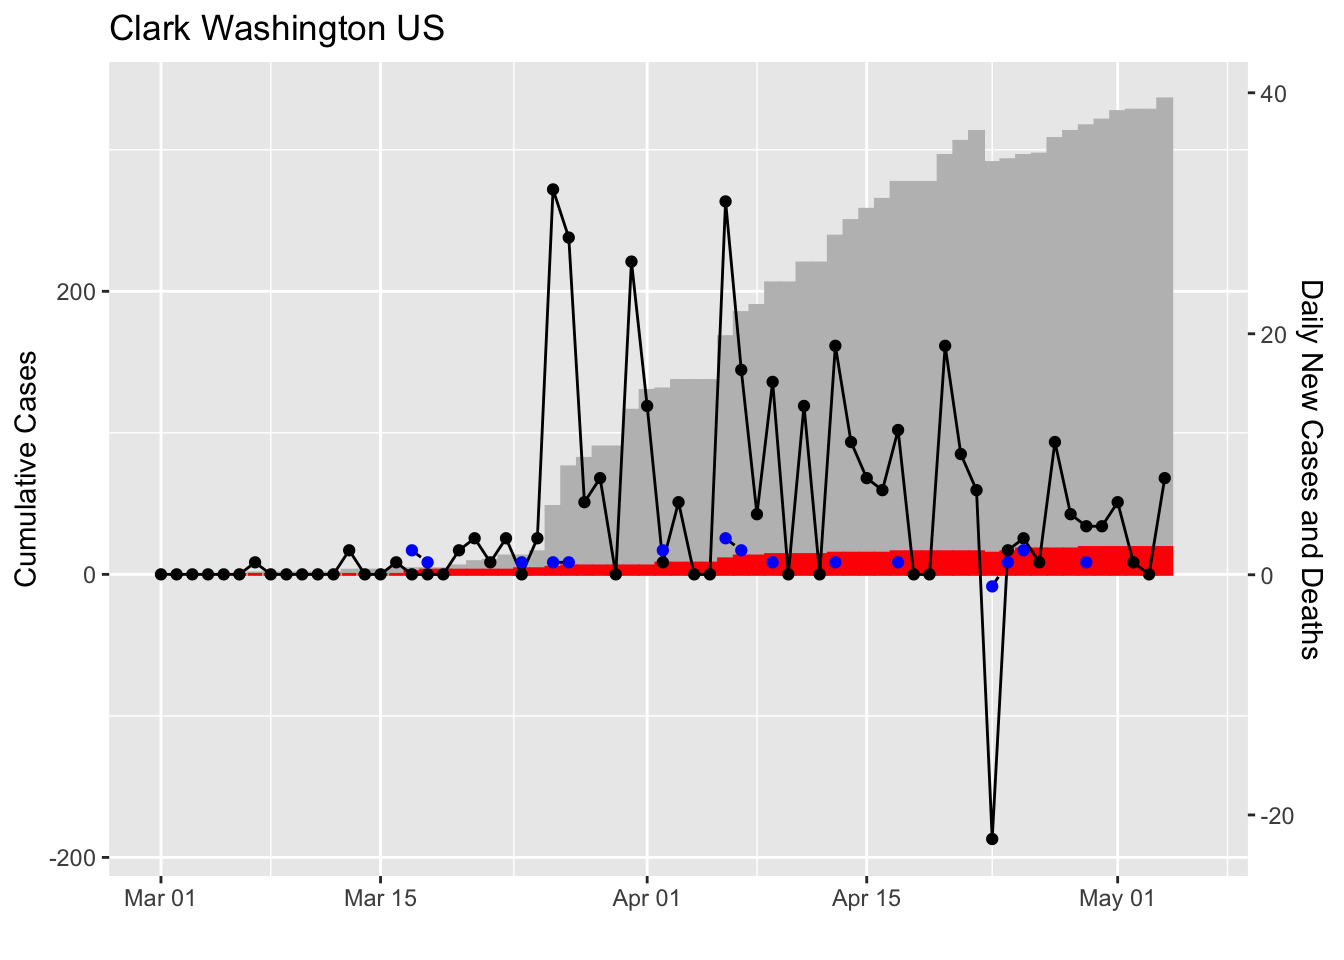 Clark Washington US
Cumulative Cases
200
0
-200
40
20
0
-20
Daily New Cases and Deaths
Mar 01
Mar 15
Apr 01
Apr 15
May 01